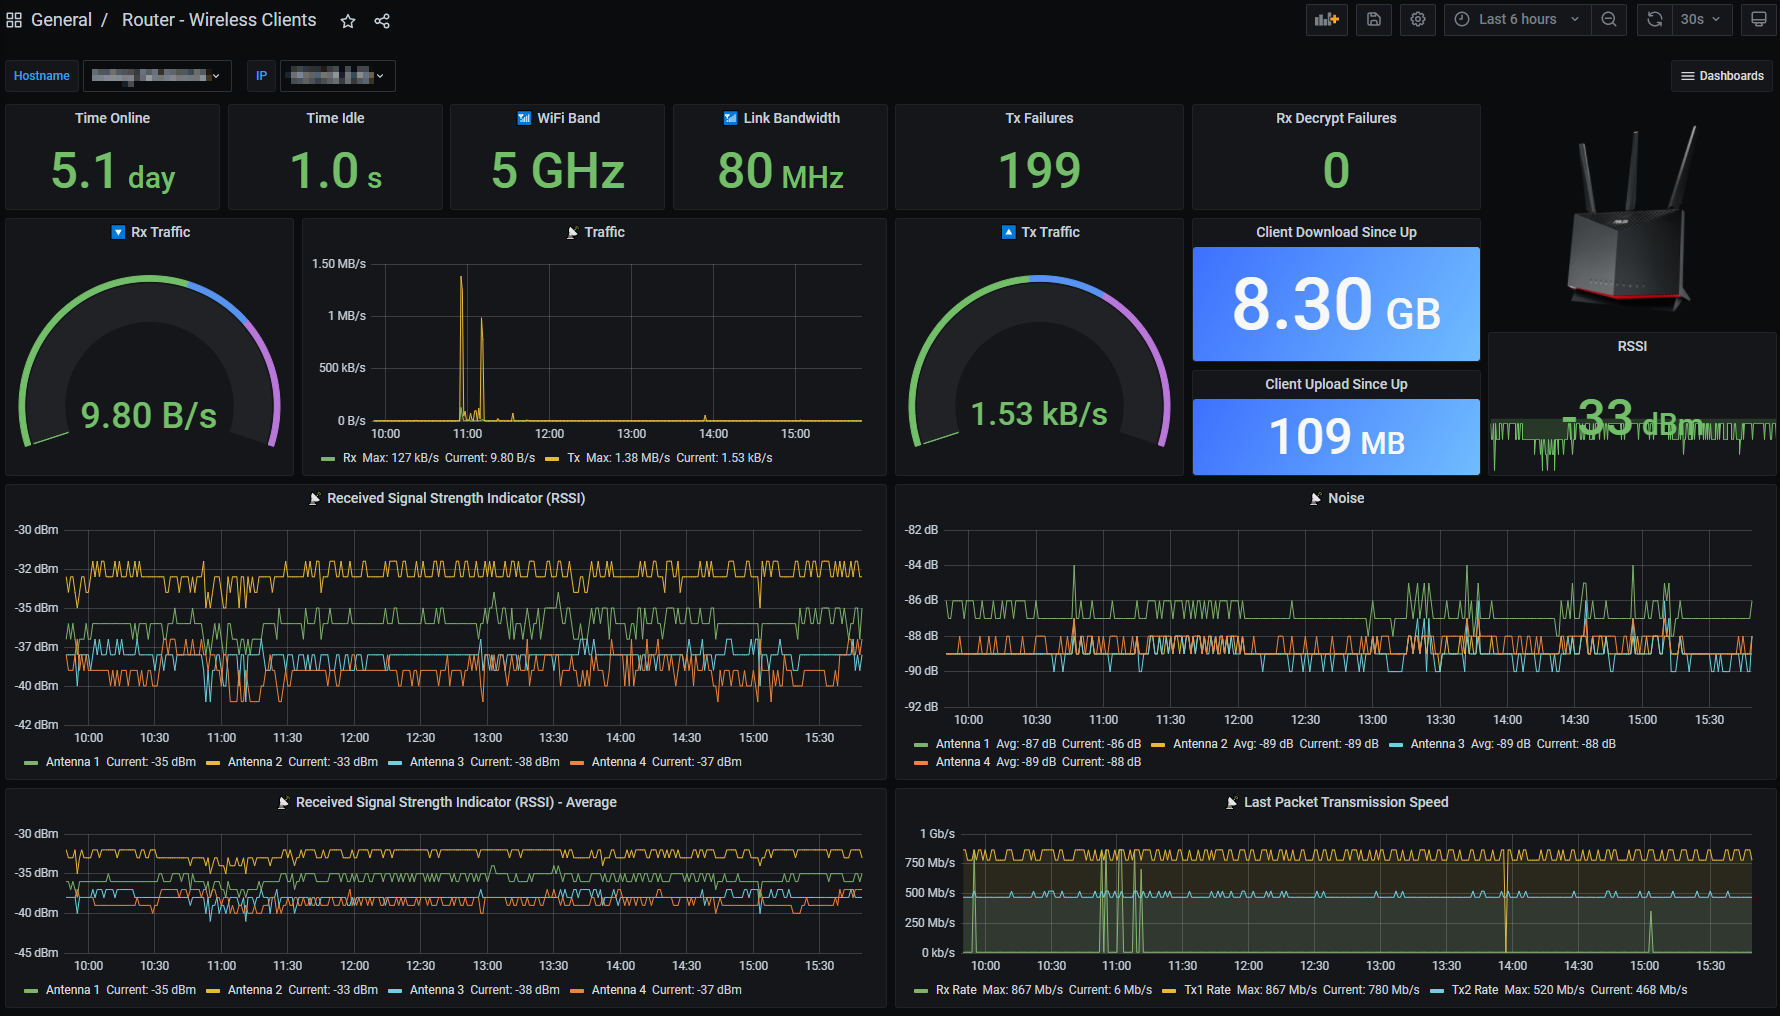 General / Router - Wireless Clients
Last 6 hours
30s
Hostname
IP
Dashboards
Time Online
5.1 day
Time Idle
1.0 s
WiFi Band
5 GHz
Link Bandwidth
80 MHz
Tx Failures
199
Rx Decrypt Failures
0
Rx Traffic
9.80 B/s
Traffic
1.50 MB/s
1 MB/s
500 kB/s
0 B/s
10:00 11:00 12:00 13:00 14:00 15:00
Rx Max: 127 kB/s Current: 9.80 B/s Tx Max: 1.38 MB/s Current: 1.53 kB/s
Tx Traffic
1.53 kB/s
Client Download Since Up
8.30 GB
Client Upload Since Up
109 MB
RSSI
-33 dBm
Received Signal Strength Indicator (RSSI)
-30 dBm
-32 dBm
-35 dBm
-37 dBm
-40 dBm
-42 dBm
10:00 10:30 11:00 11:30 12:00 12:30 13:00 13:30 14:00 14:30 15:00 15:30
Antenna 1 Current: -35 dBm Antenna 2 Current: -33 dBm Antenna 3 Current: -38 dBm Antenna 4 Current: -37 dBm
Noise
-82 dB
-84 dB
-86 dB
-88 dB
-90 dB
-92 dB
10:00 10:30 11:00 11:30 12:00 12:30 13:00 13:30 14:00 14:30 15:00 15:30
Antenna 1 Avg: -87 dB Current: -86 dB Antenna 2 Avg: -89 dB Current: -89 dB Antenna 3 Avg: -89 dB Current: -88 dB
Antenna 4 Avg: -89 dB Current: -88 dB
Received Signal Strength Indicator (RSSI) - Average
-30 dBm
-35 dBm
-40 dBm
-45 dBm
10:00 10:30 11:00 11:30 12:00 12:30 13:00 13:30 14:00 14:30 15:00 15:30
Antenna 1 Current: -35 dBm Antenna 2 Current: -33 dBm Antenna 3 Current: -38 dBm Antenna 4 Current: -37 dBm
Last Packet Transmission Speed
1 Gb/s
750 Mb/s
500 Mb/s
250 Mb/s
0 kb/s
10:00 10:30 11:00 11:30 12:00 12:30 13:00 13:30 14:00 14:30 15:00 15:30
Rx Rate Max: 867 Mb/s Current: 6 Mb/s Tx1 Rate Max: 867 Mb/s Current: 780 Mb/s Tx2 Rate Max: 520 Mb/s Current: 468 Mb/s